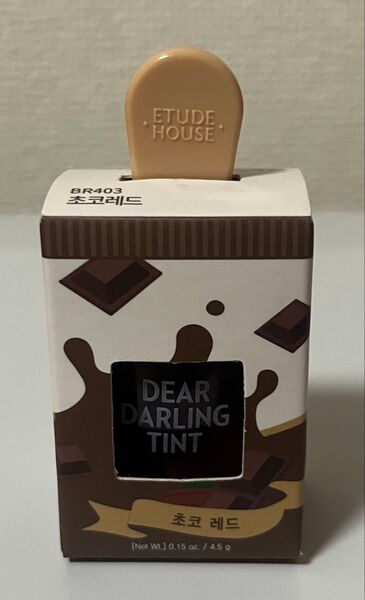 ETUDE
HOUSE
BR403
초코레드
DEAR
DARLING
TINT
초코 레드
[Net Wt.] 0.15 oz. / 4.5 g